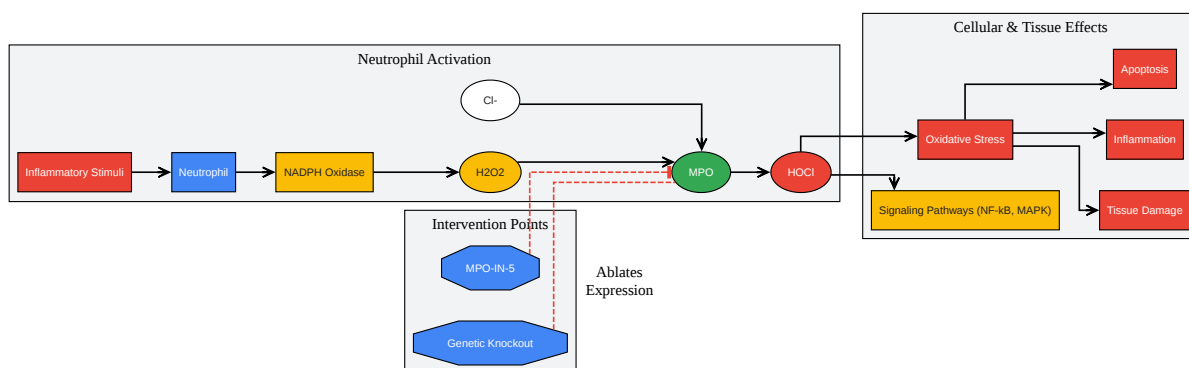 Cellular & Tissue Effects
Neutrophil Activation
Apoptosis
Cl-
Oxidative Stress
Inflammation
Inflammatory Stimuli
Neutrophil
NADPH Oxidase
H2O2
MPO
HOCl
Signaling Pathways (NF-kB, MAPK)
Tissue Damage
Intervention Points
MPO-IN-5
Ablates
Expression
Genetic Knockout